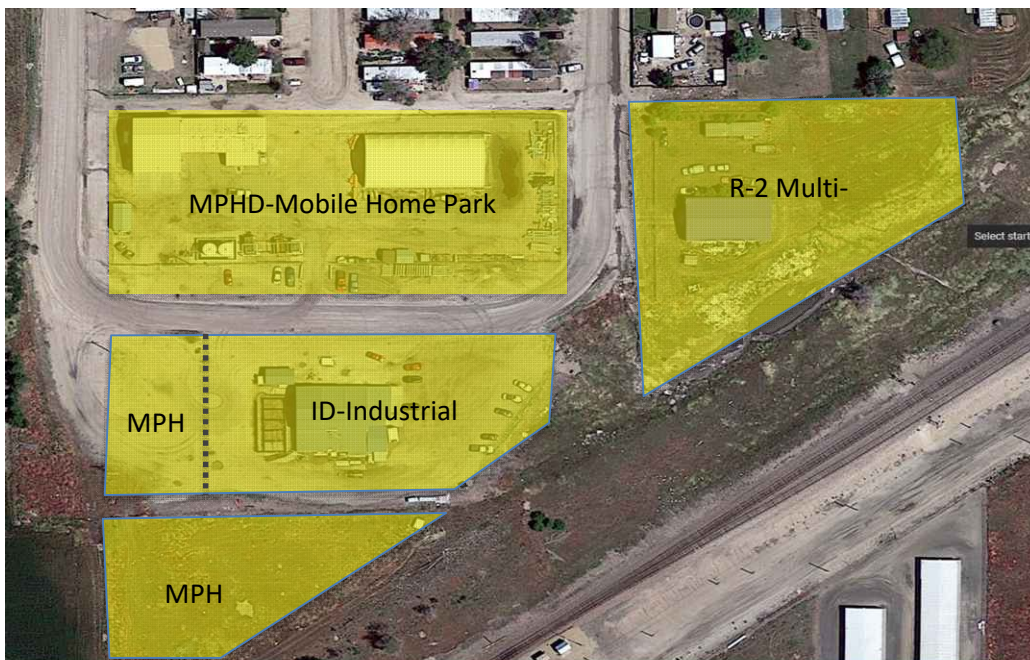 MPHD-Mobile Home Park
R-2 Multi-
Select start
MPH
ID-Industrial
MPH